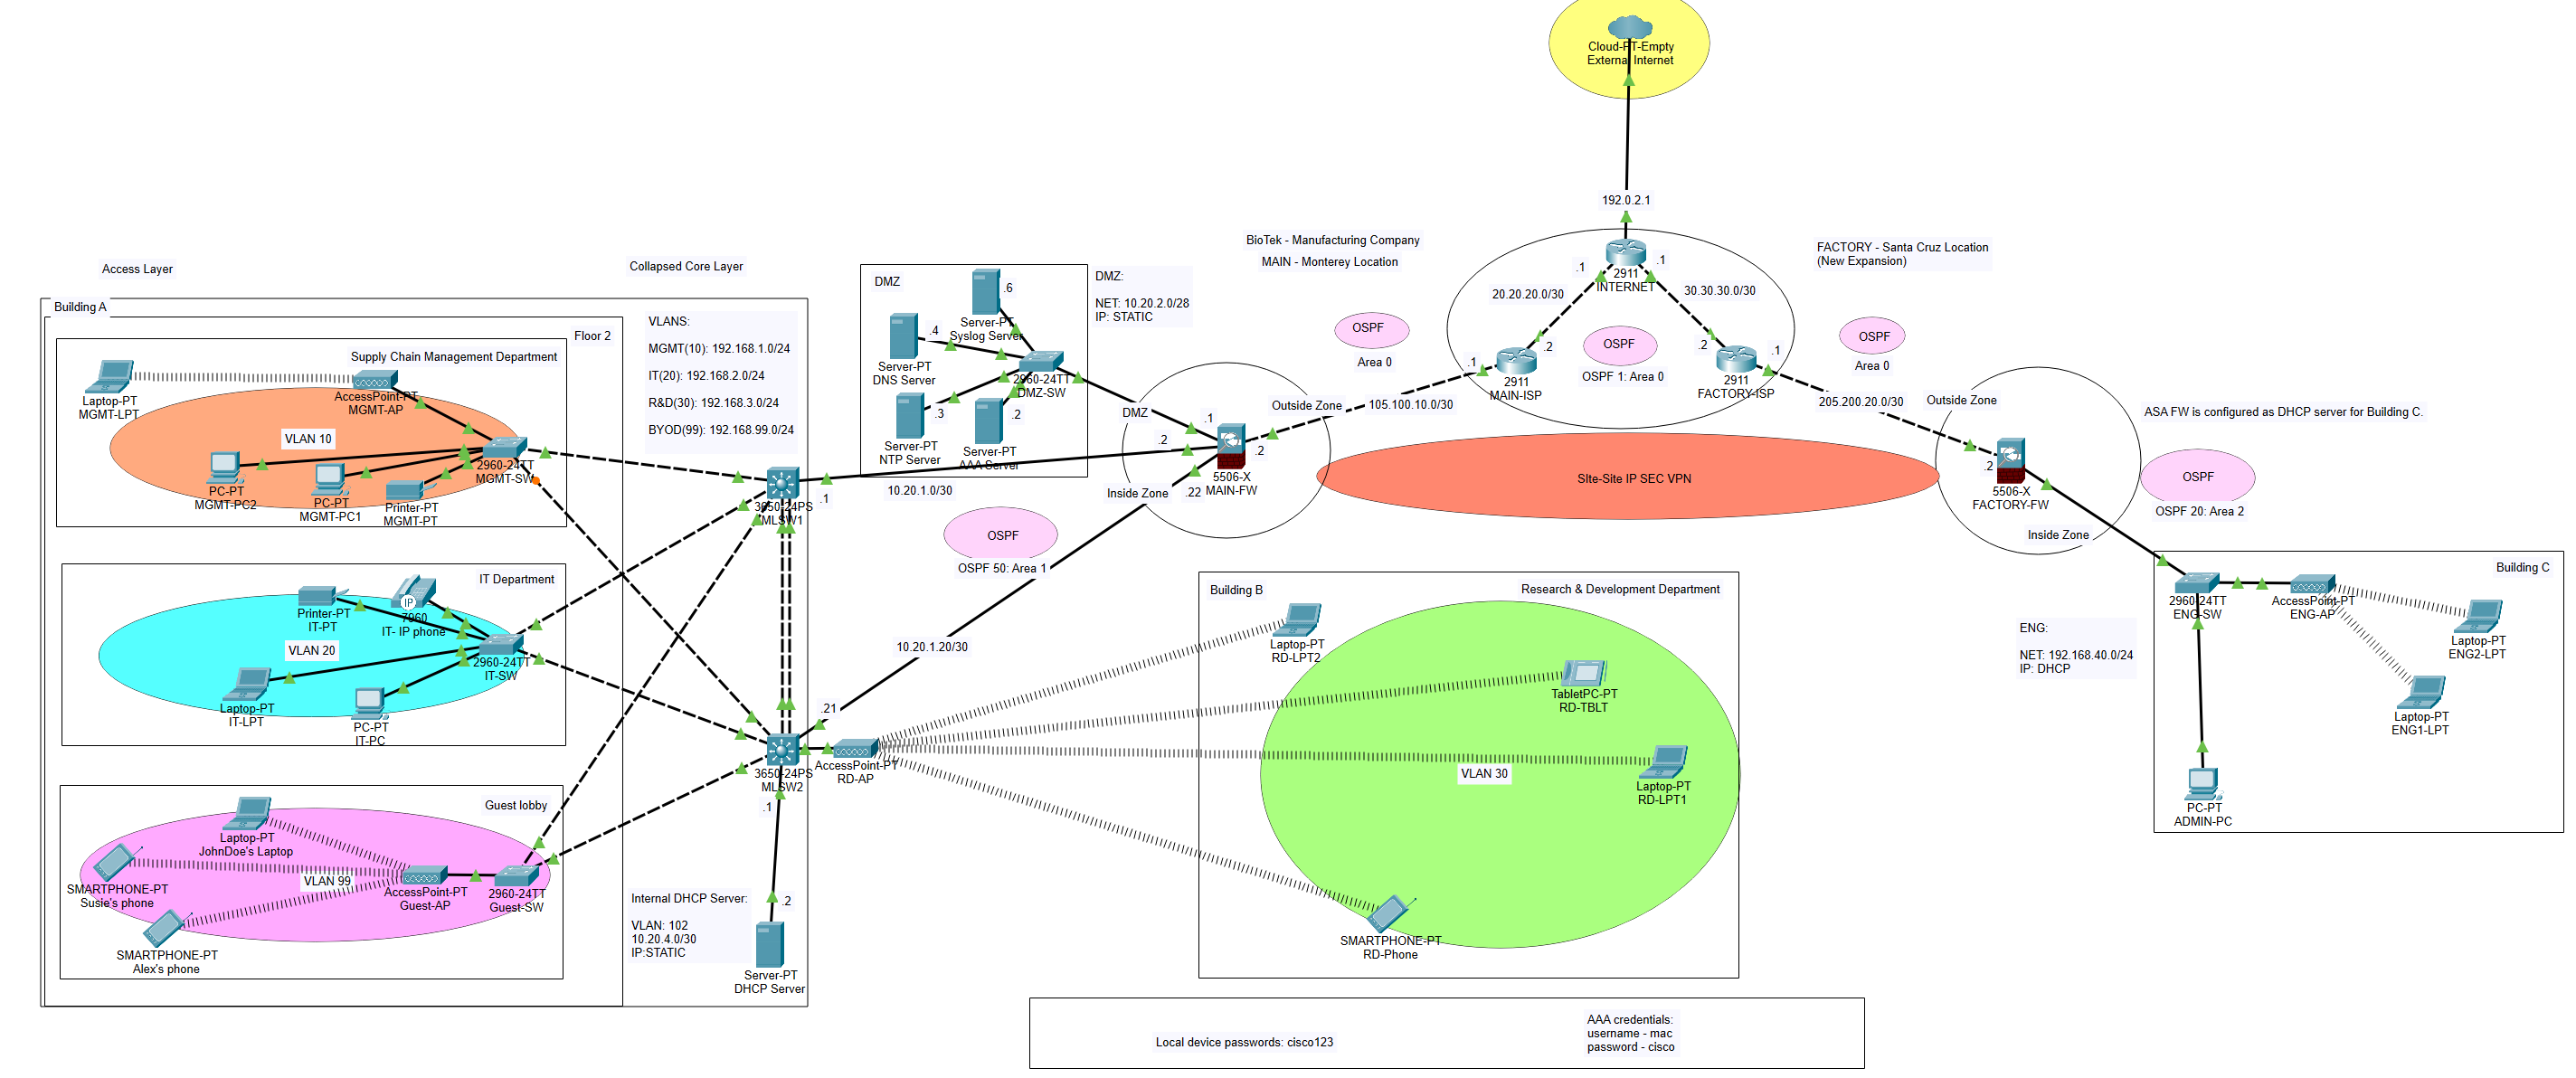 Cloud-PT-Empty
External Internet
192.0.2.1
BioTek - Manufacturing Company
MAIN - Monterey Location
FACTORY - Santa Cruz Location
(New Expansion)
.1
.1
2911
INTERNET
20.20.20.0/30
30.30.30.0/30
OSPF
Area 0
OSPF
OSPF 1: Area 0
OSPF
Area 0
.2
.2
.1
.1
2911
MAIN-ISP
2911
FACTORY-ISP
105.100.10.0/30
205.200.20.0/30
Outside Zone
Outside Zone
ASA FW is configured as DHCP server for Building C.
Access Layer
Collapsed Core Layer
Building A
Floor 2
VLANS:
MGMT(10): 192.168.1.0/24
IT(20): 192.168.2.0/24
R&D(30): 192.168.3.0/24
BYOD(99): 192.168.99.0/24
Supply Chain Management Department
Laptop-PT
MGMT-LPT
AccessPoint-PT
MGMT-AP
VLAN 10
2960-24TT
MGMT-SW
PC-PT
MGMT-PC2
PC-PT
MGMT-PC1
Printer-PT
MGMT-PT
DMZ
.6
Server-PT
Syslog Server
.4
Server-PT
DNS Server
2960-24TT
DMZ-SW
.3
Server-PT
NTP Server
.2
Server-PT
AAA Server
DMZ:
NET: 10.20.2.0/28
IP: STATIC
DMZ
.1
.2
.2
5506-X
MAIN-FW
Inside Zone
.22
3650-24PS
MLSW1
.1
10.20.1.0/30
OSPF
OSPF 50: Area 1
SIte-Site IP SEC VPN
.2
5506-X
FACTORY-FW
Inside Zone
OSPF
OSPF 20: Area 2
IT Department
Printer-PT
IT-PT
IP
7960
IT- IP phone
VLAN 20
2960-24TT
IT-SW
Laptop-PT
IT-LPT
PC-PT
IT-PC
10.20.1.20/30
.21
3650-24PS
MLSW2
.1
AccessPoint-PT
RD-AP
Building B
Research & Development Department
Laptop-PT
RD-LPT2
TabletPC-PT
RD-TBLT
VLAN 30
Laptop-PT
RD-LPT1
SMARTPHONE-PT
RD-Phone
Building C
2960-24TT
ENG-SW
AccessPoint-PT
ENG-AP
ENG:
NET: 192.168.40.0/24
IP: DHCP
Laptop-PT
ENG2-LPT
Laptop-PT
ENG1-LPT
PC-PT
ADMIN-PC
Guest lobby
Laptop-PT
JohnDoe's Laptop
VLAN 99
SMARTPHONE-PT
Susie's phone
AccessPoint-PT
Guest-AP
2960-24TT
Guest-SW
SMARTPHONE-PT
Alex's phone
Internal DHCP Server:
VLAN: 102
10.20.4.0/30
IP:STATIC
.2
Server-PT
DHCP Server
Local device passwords: cisco123
AAA credentials:
username - mac
password - cisco